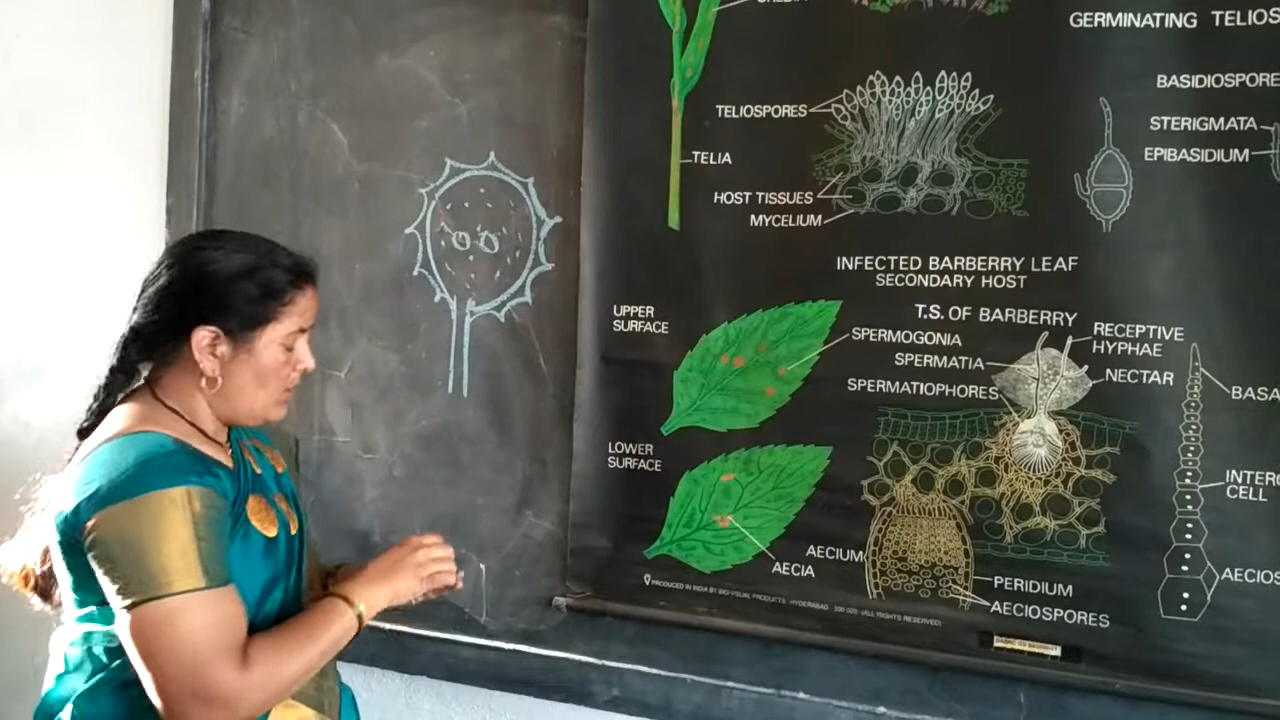 GERMINATING TELIOS
BASIDIOSPORE
TELIOSPORES
STERIGMATA
EPIBASIDIUM
TELIA
HOST TISSUES
MYCELIUM
INFECTED BARBERRY LEAF
SECONDARY HOST
UPPER
SURFACE
T.S. OF BARBERRY
SPERMOGONIA
SPERMATIA
SPERMATIOPHORES
RECEPTIVE
HYPHAE
NECTAR
BASA
LOWER
SURFACE
INTERC
CELL
AECIUM
AECIA
AECIOS
PERIDIUM
AECIOSPORES
PRODUCED IN INDIA BY BIO-VISUAL PRODUCTS. HYDERABAD 500 020 (ALL RIGHTS RESERVED)